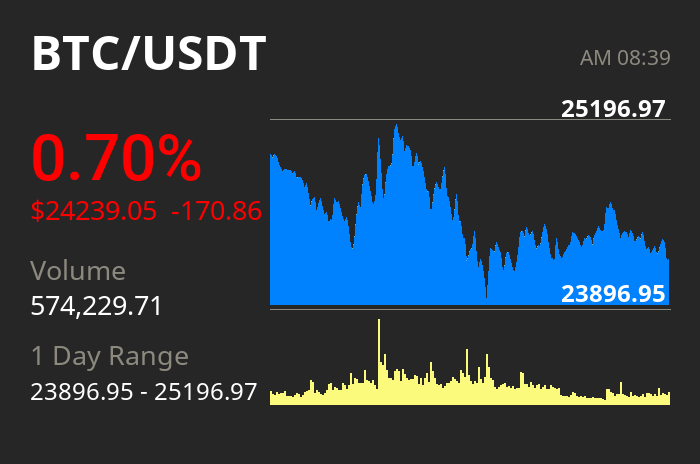 BTC/USDT
AM 08:39
25196.97
0.70%
$24239.05 -170.86
Volume
574,229.71
23896.95
1 Day Range
23896.95 - 25196.97